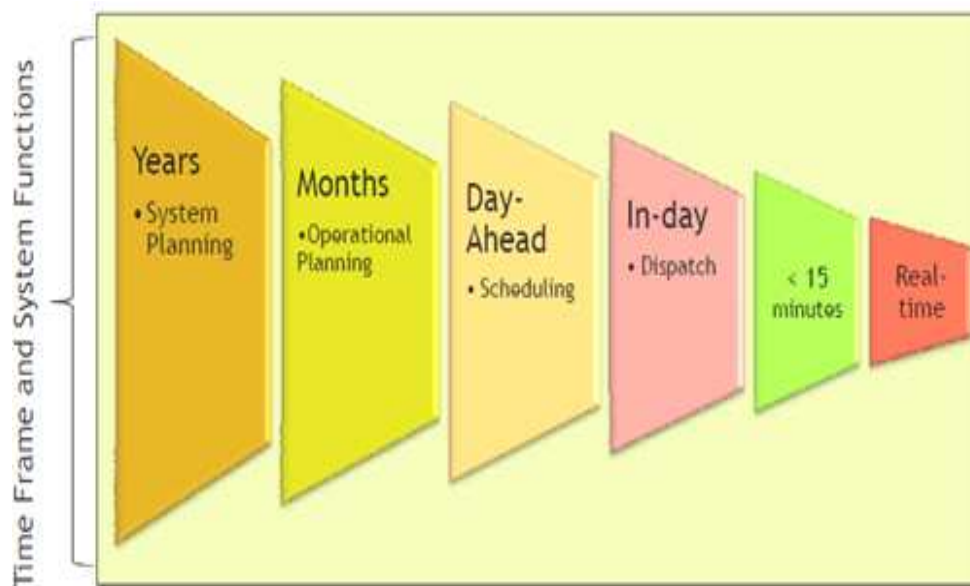 Time Frame and System Functions
Years
•System
Planning
Months
•Operational
Planning
Day-
Ahead
• Scheduling
In-day
• Dispatch
< 15
minutes
Real-
time